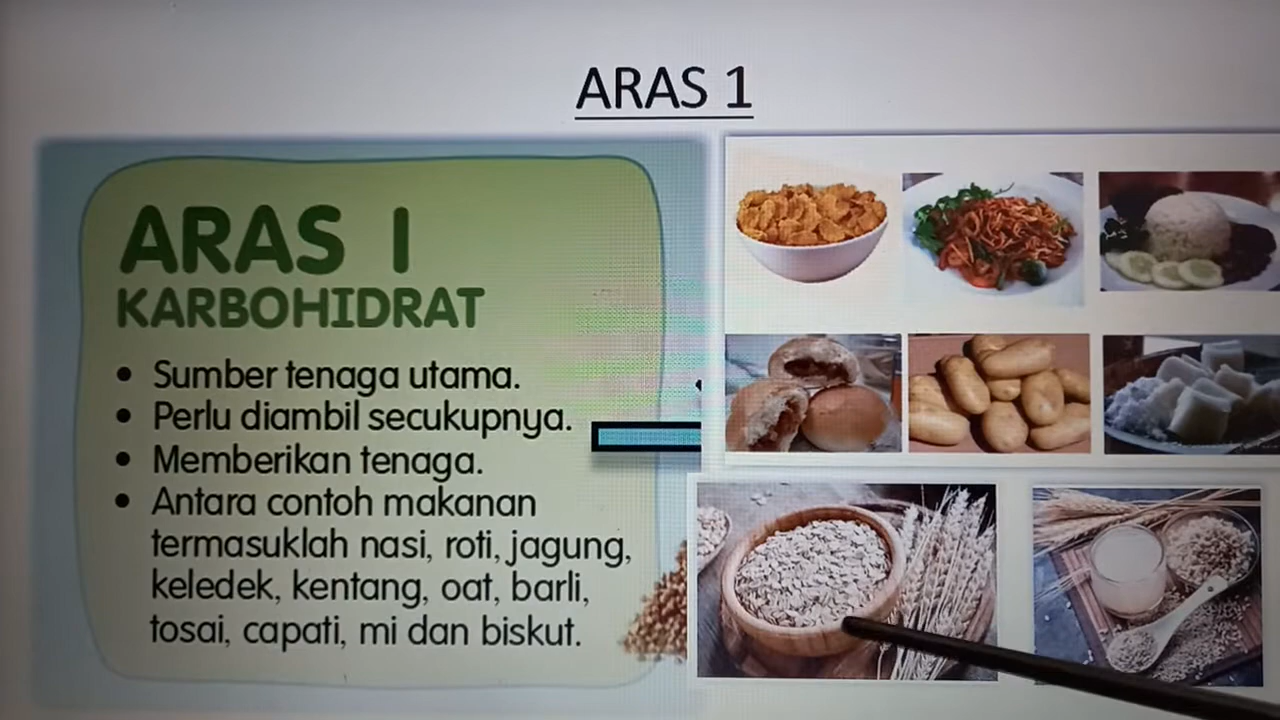 ARAS 1
ARAS 1
KARBOHIDRAT
• Sumber tenaga utama.
• Perlu diambil secukupnya.
• Memberikan tenaga.
• Antara contoh makanan
termasuklah nasi, roti, jagung,
keledek, kentang, oat, barli,
tosai, capati, mi dan biskut.